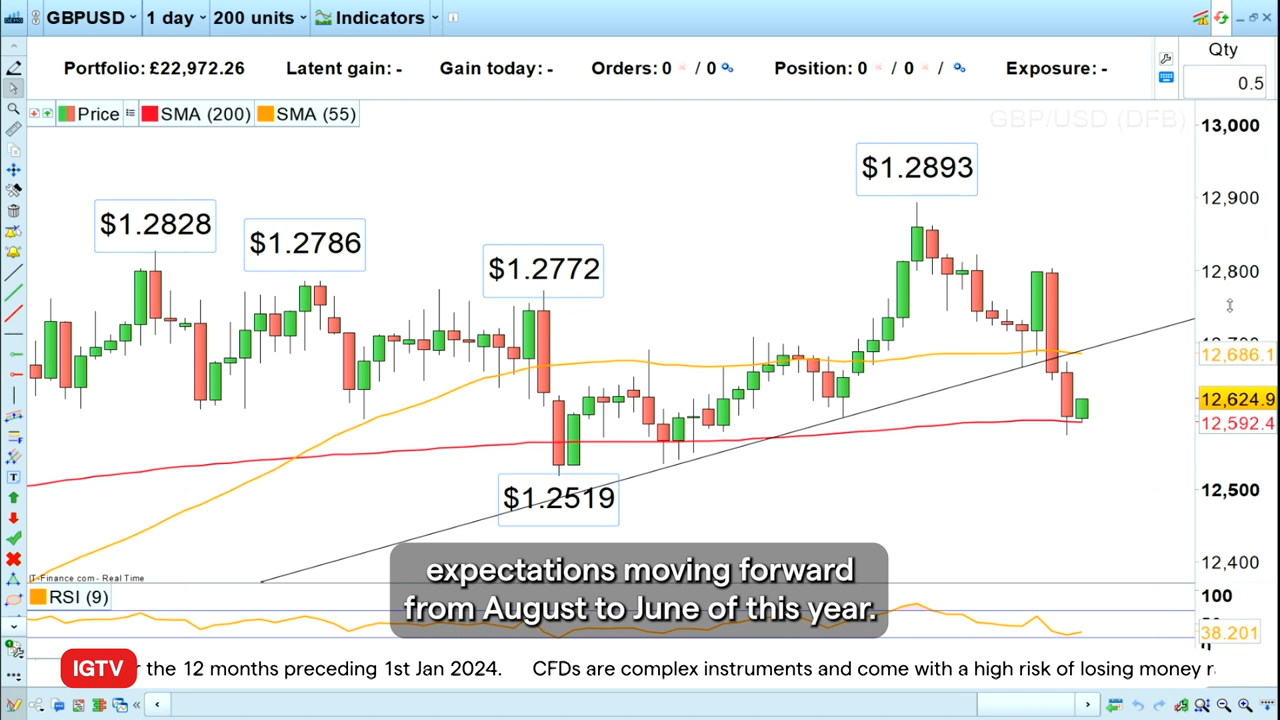 GBPUSD 1 day 200 units Indicators
Portfolio: £22,972.26 Latent gain: - Gain today: - Orders: 0 / 0 Position: 0 / 0 / Exposure: - Qty
0.5
Price SMA (200) SMA (55)
GBP/USD (DFB)
13,000
$1.2893
12,900
$1.2828
$1.2786
$1.2772
12,800
12,686.1
12,624.9
12,592.4
$1.2519
12,500
12,400
IT-Finance.com - Real Time
expectations moving forward
from August to June of this year.
RSI (9)
100
38.201
IGTV r the 12 months preceding 1st Jan 2024. CFDs are complex instruments and come with a high risk of losing money r